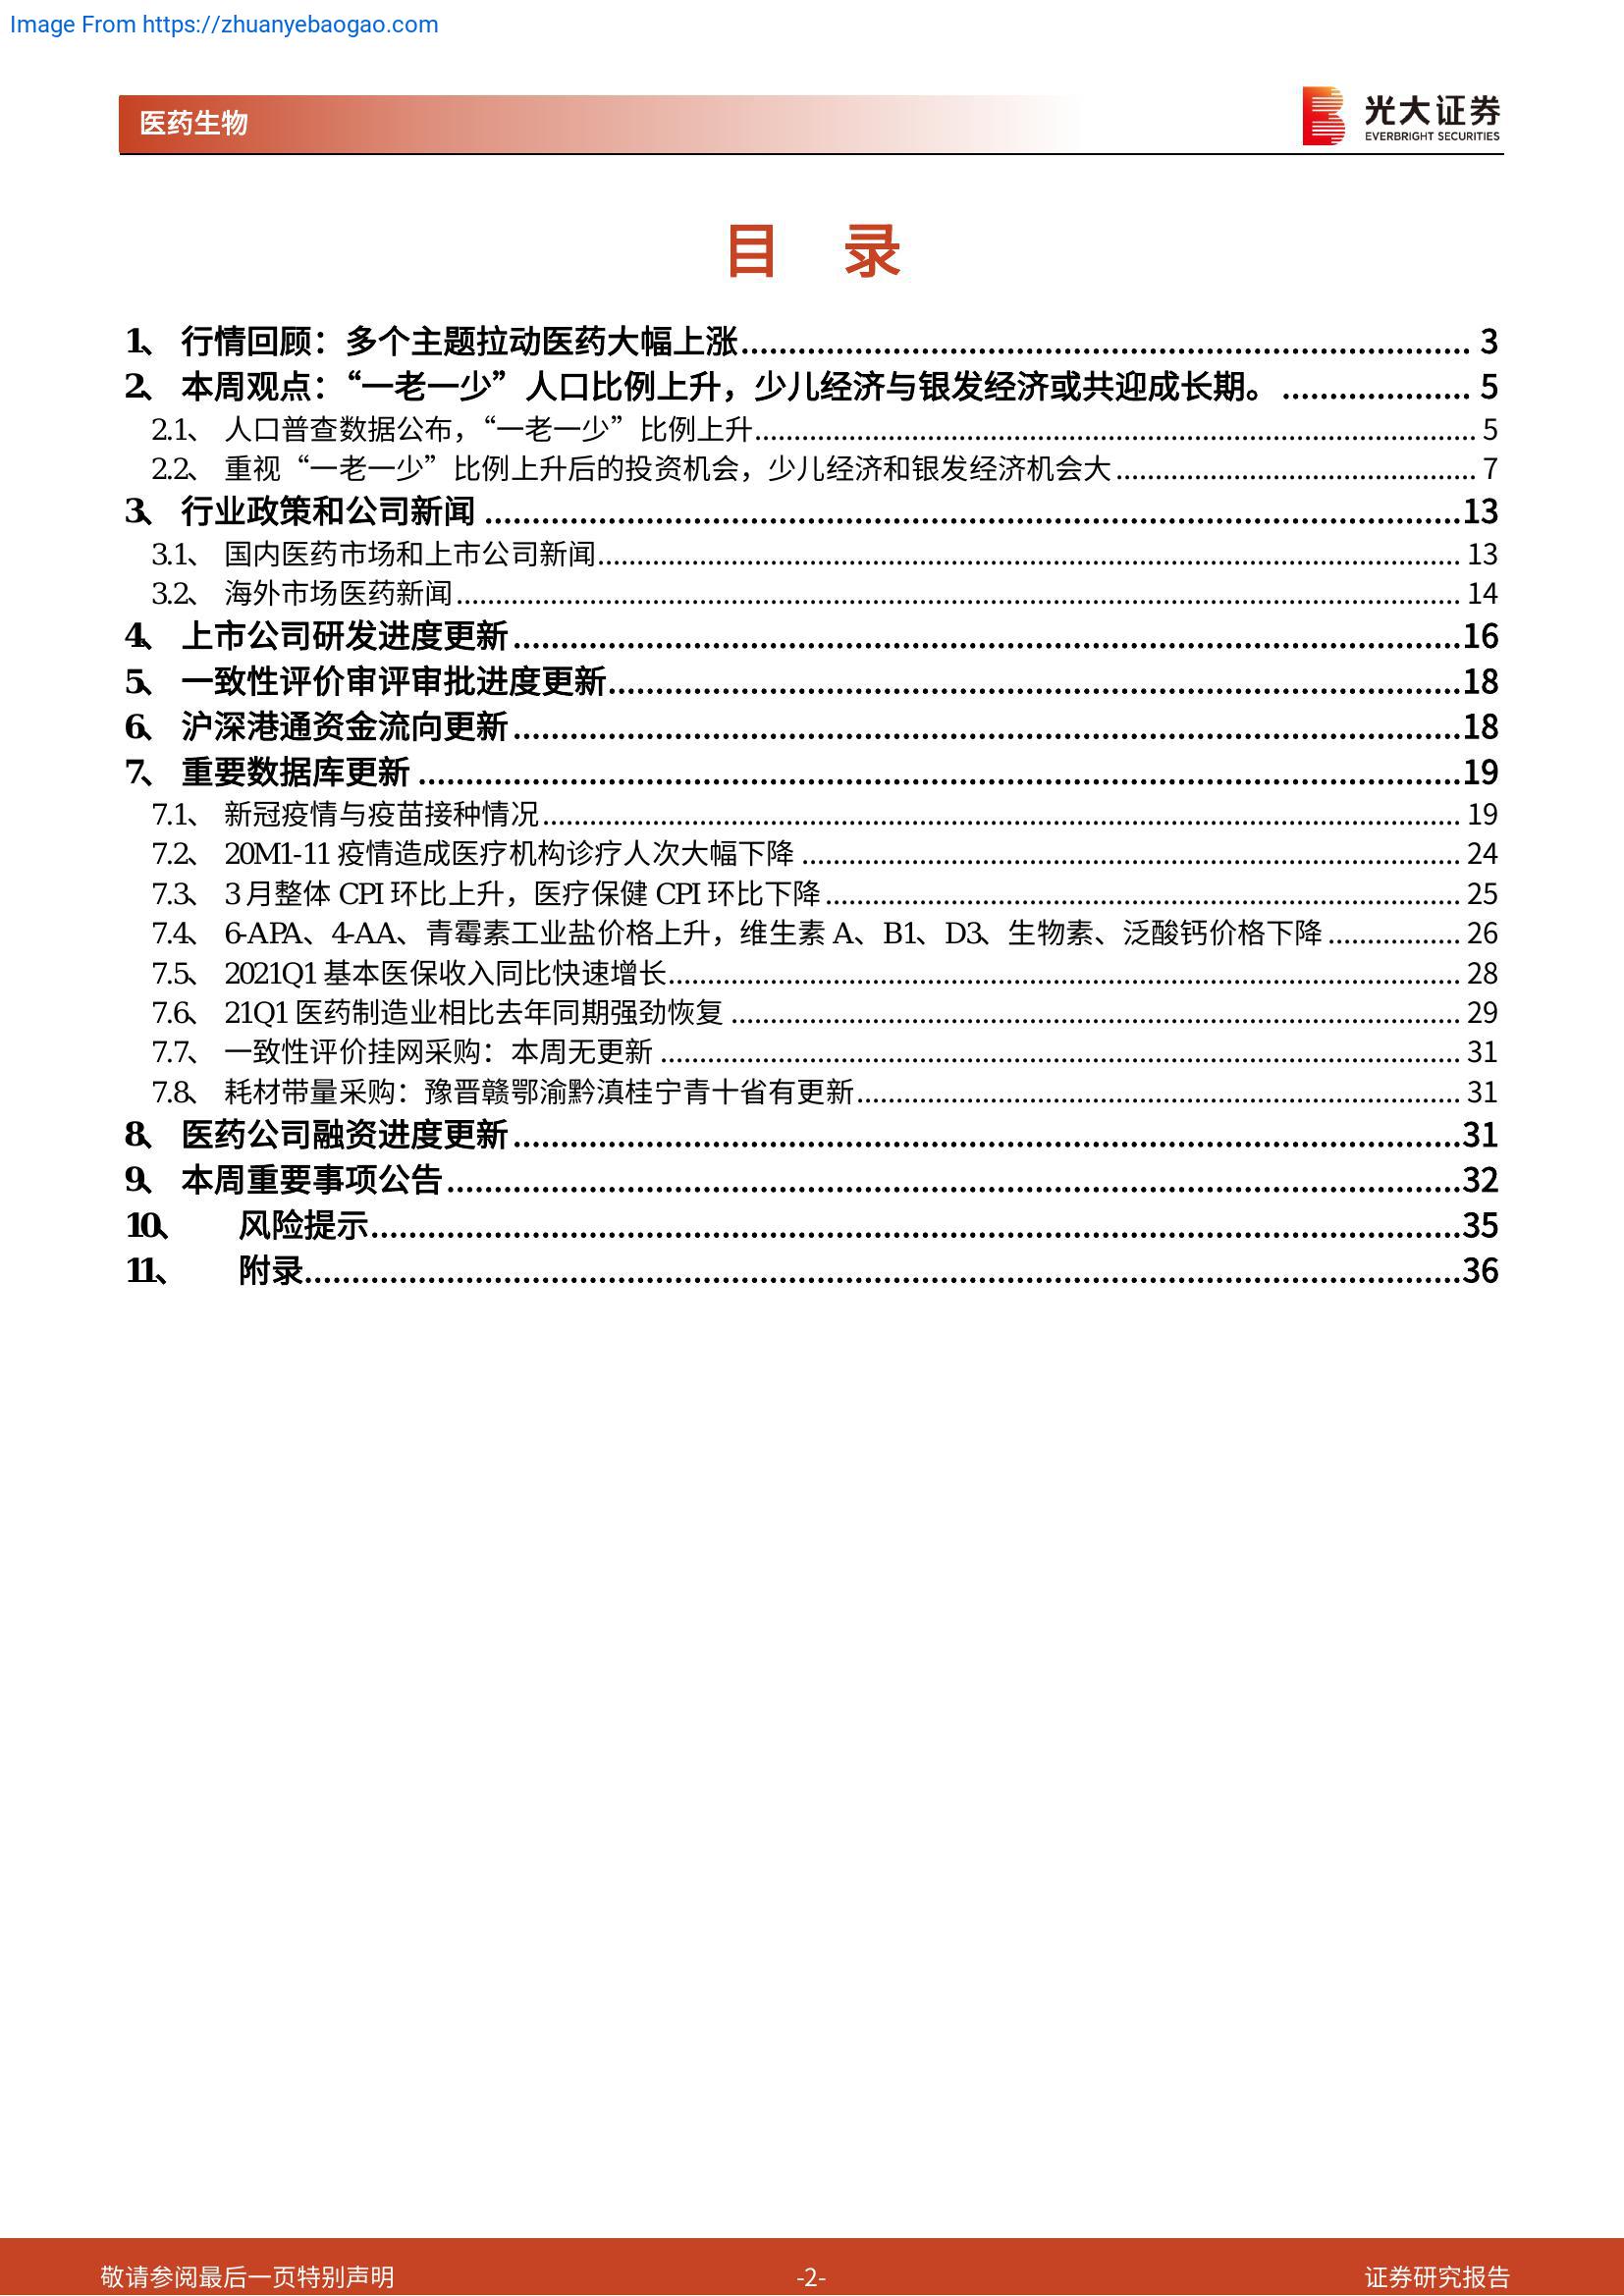 Image From https://zhuanyebaogao.com
医药生物
光大证券
EVERBRIGHT SECURITIES
目 录
1、 行情回顾：多个主题拉动医药大幅上涨........................................ 3
2、 本周观点：“一老一少”人口比例上升，少儿经济与银发经济或共迎成长期。 .................... 5
2.1、 人口普查数据公布，“一老一少”比例上升........................................ 5
2.2、 重视“一老一少”比例上升后的投资机会，少儿经济和银发经济机会大........................................ 7
3、 行业政策和公司新闻 ........................................13
3.1、 国内医药市场和上市公司新闻........................................ 13
3.2、 海外市场医药新闻........................................ 14
4、 上市公司研发进度更新........................................16
5、 一致性评价审评审批进度更新........................................18
6、 沪深港通资金流向更新........................................18
7、 重要数据库更新 ........................................19
7.1、 新冠疫情与疫苗接种情况........................................ 19
7.2、 20M1-11 疫情造成医疗机构诊疗人次大幅下降 ........................................ 24
7.3、 3 月整体 CPI 环比上升，医疗保健 CPI 环比下降 ........................................ 25
7.4、 6-APA、4-AA、青霉素工业盐价格上升，维生素 A、B1、D3、生物素、泛酸钙价格下降 ................. 26
7.5、 2021Q1 基本医保收入同比快速增长........................................ 28
7.6、 21Q1 医药制造业相比去年同期强劲恢复 ........................................ 29
7.7、 一致性评价挂网采购：本周无更新 ........................................ 31
7.8、 耗材带量采购：豫晋赣鄂渝黔滇桂宁青十省有更新........................................ 31
8、 医药公司融资进度更新........................................31
9、 本周重要事项公告........................................32
10、 风险提示........................................35
11、 附录........................................36
敬请参阅最后一页特别声明
-2-
证券研究报告